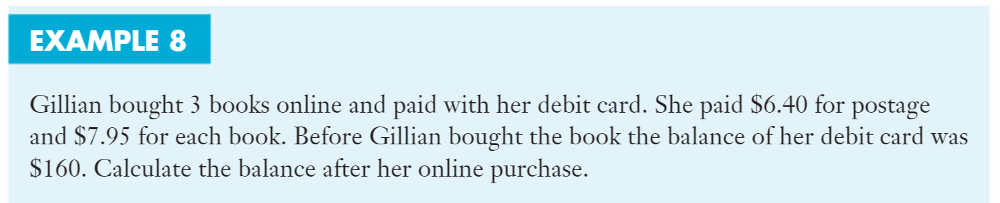 EXAMPLE 8
Gillian bought 3 books online and paid with her debit card. She paid $6.40 for postage
and $7.95 for each book. Before Gillian bought the book the balance of her debit card was
$160. Calculate the balance after her online purchase.